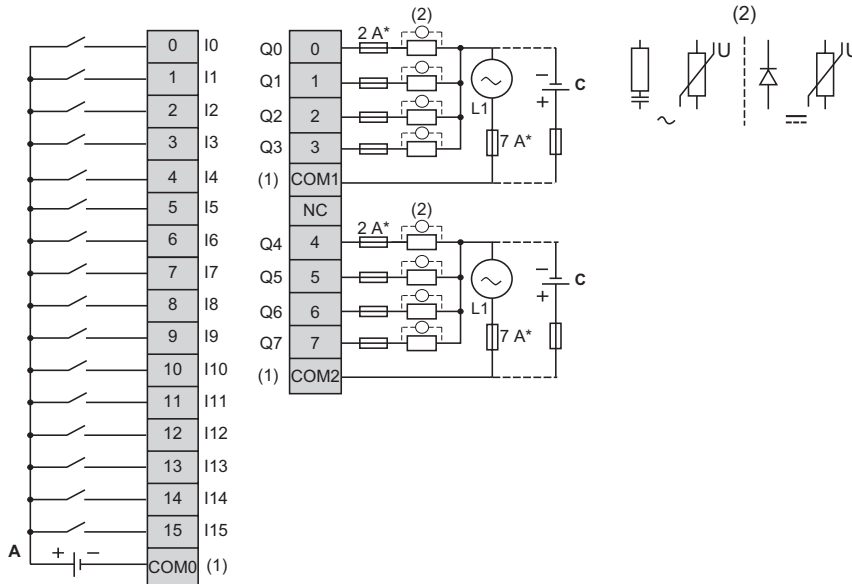 0 I0
1 I1
2 I2
3 I3
4 I4
5 I5
6 I6
7 I7
8 I8
9 I9
10 I10
11 I11
12 I12
13 I13
14 I14
15 I15
A + − COM0 (1)
(2)
2 A*
Q0 0
Q1 1
Q2 2
Q3 3
(1) COM1
L1
7 A*
−
+
C
NC
(2)
2 A*
Q4 4
Q5 5
Q6 6
Q7 7
(1) COM2
L1
7 A*
−
+
C
(2)
U
U